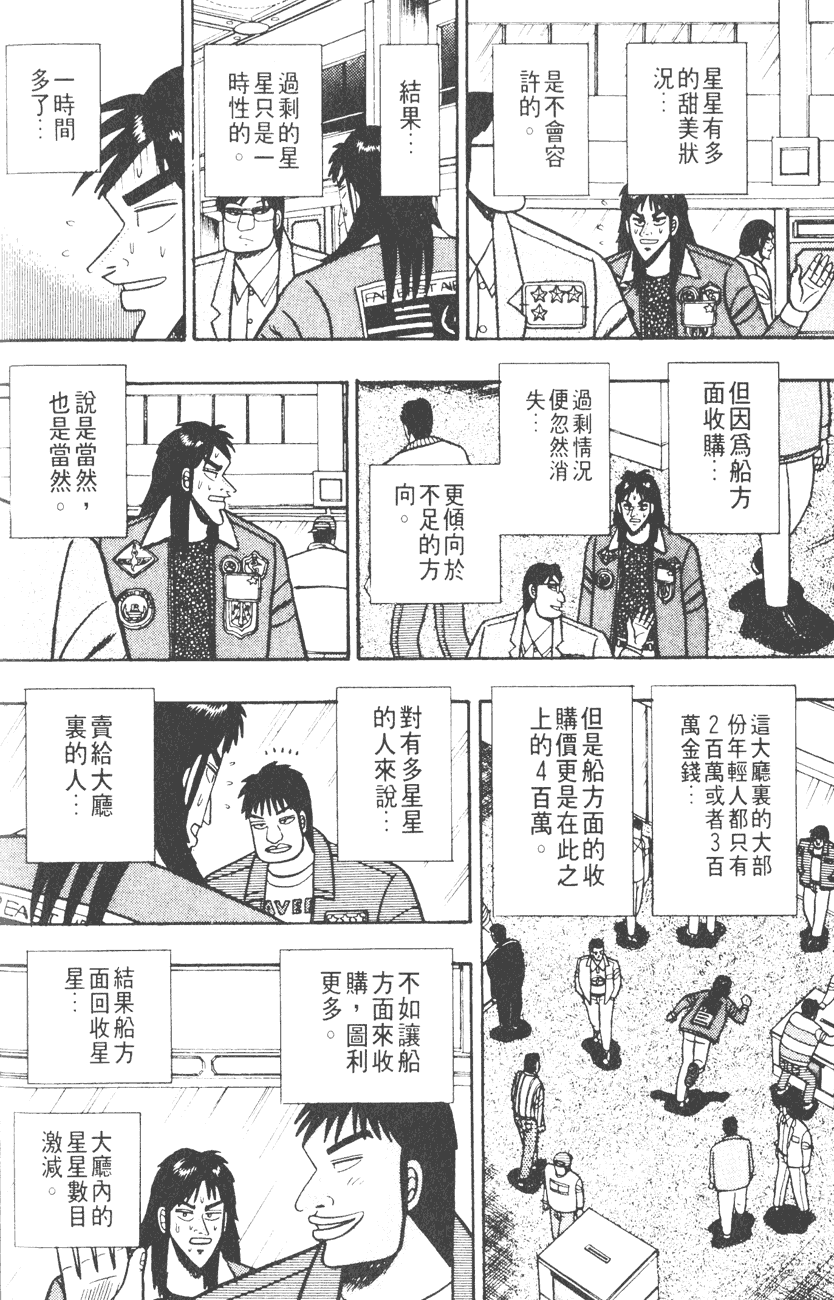 星星有多
的甜美狀
況…
是不會容
許的。
結果…
過剩的星
星只是一
時性的。
FAR EAST AIR
一時間
多了…
但因爲船方
面收購…
過剩情況
便忽然消
失…
更傾向於
不足的方
向。
說是當然，
也是當然。
這大廳裏的大部
份年輕人都只有
2百萬或者3百
萬金錢…
但是船方面的收
購價更是在此之
上的4百萬。
對有多星星
的人來說…
賣給大廳
裏的人…
不如讓船
方面來收
購，圖利
更多。
結果船方
面回收星
星…
大廳內的
星星數目
激減。